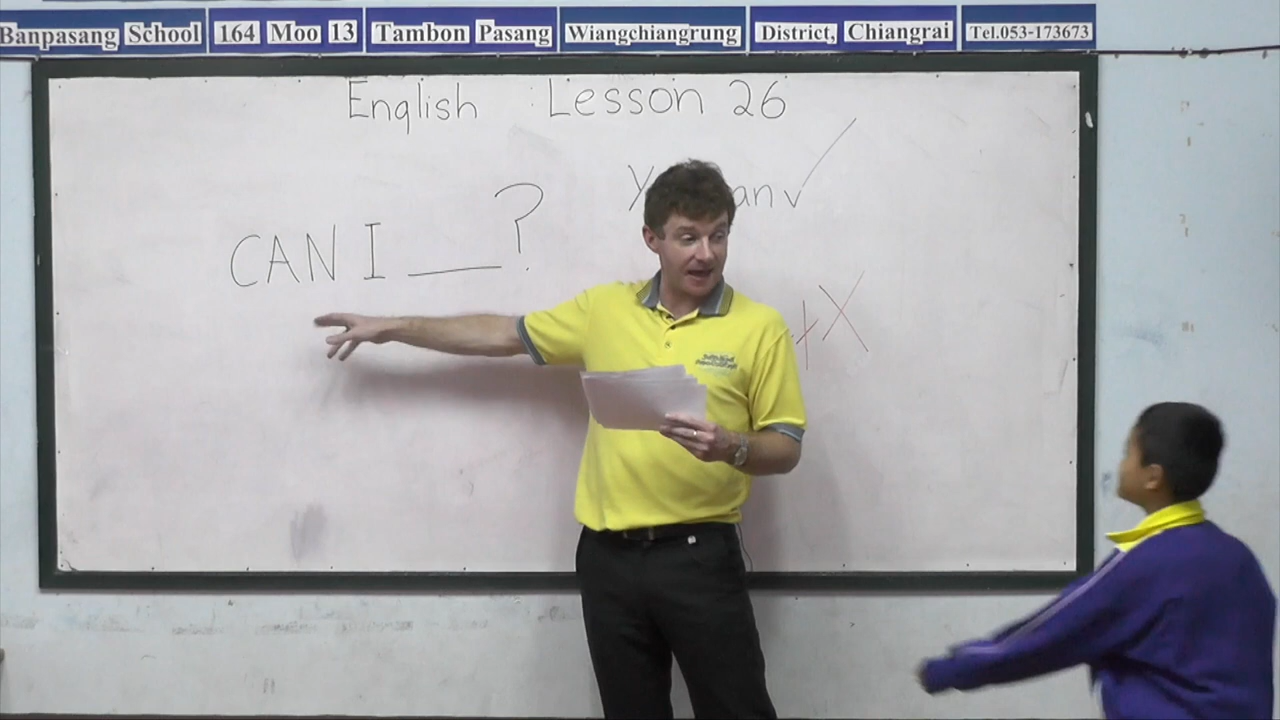 Banpasang School 164 Moo 13 Tambon Pasang Wiangchiangrung District, Chiangrai Tel.053-173673
English Lesson 26
CAN I ___ ?